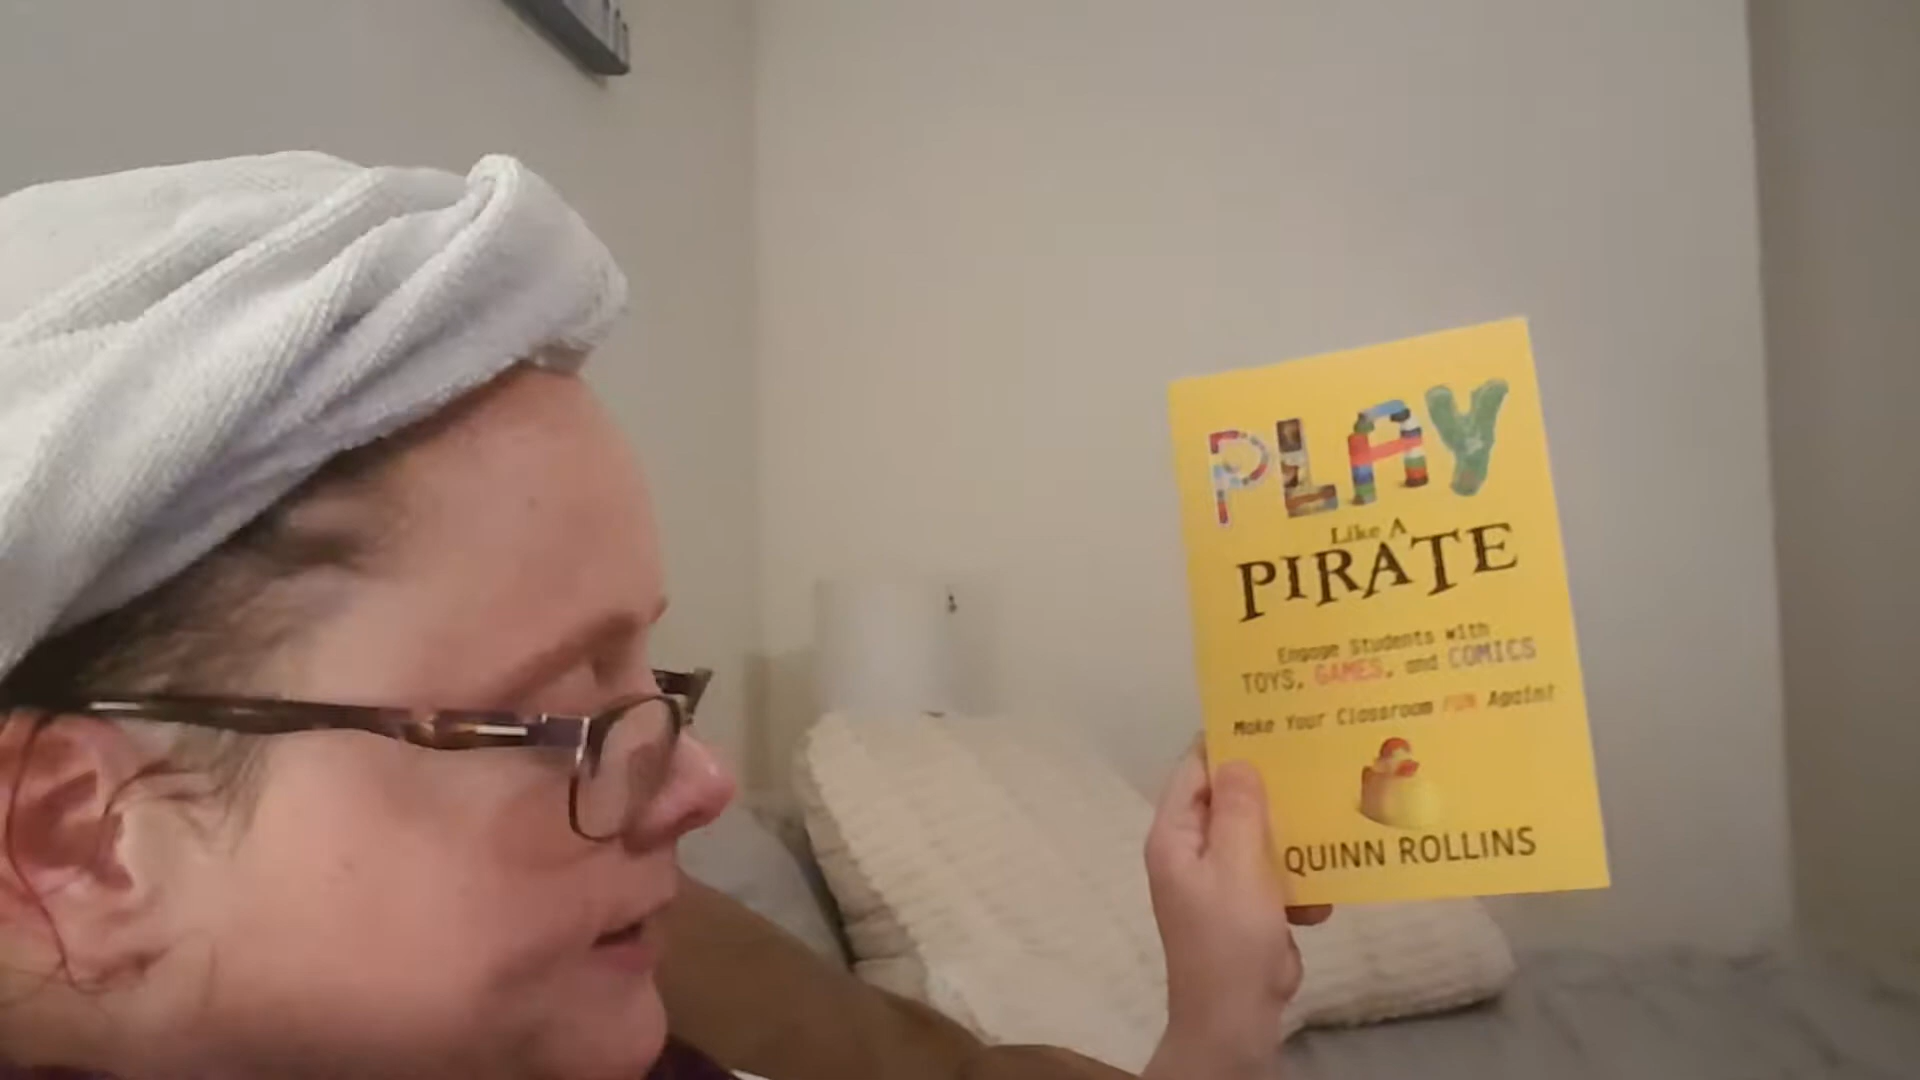 PLAY
Like A
PIRATE
Engage Students with
TOYS, GAMES, and COMICS
Make Your Classroom FUN Again!
QUINN ROLLINS